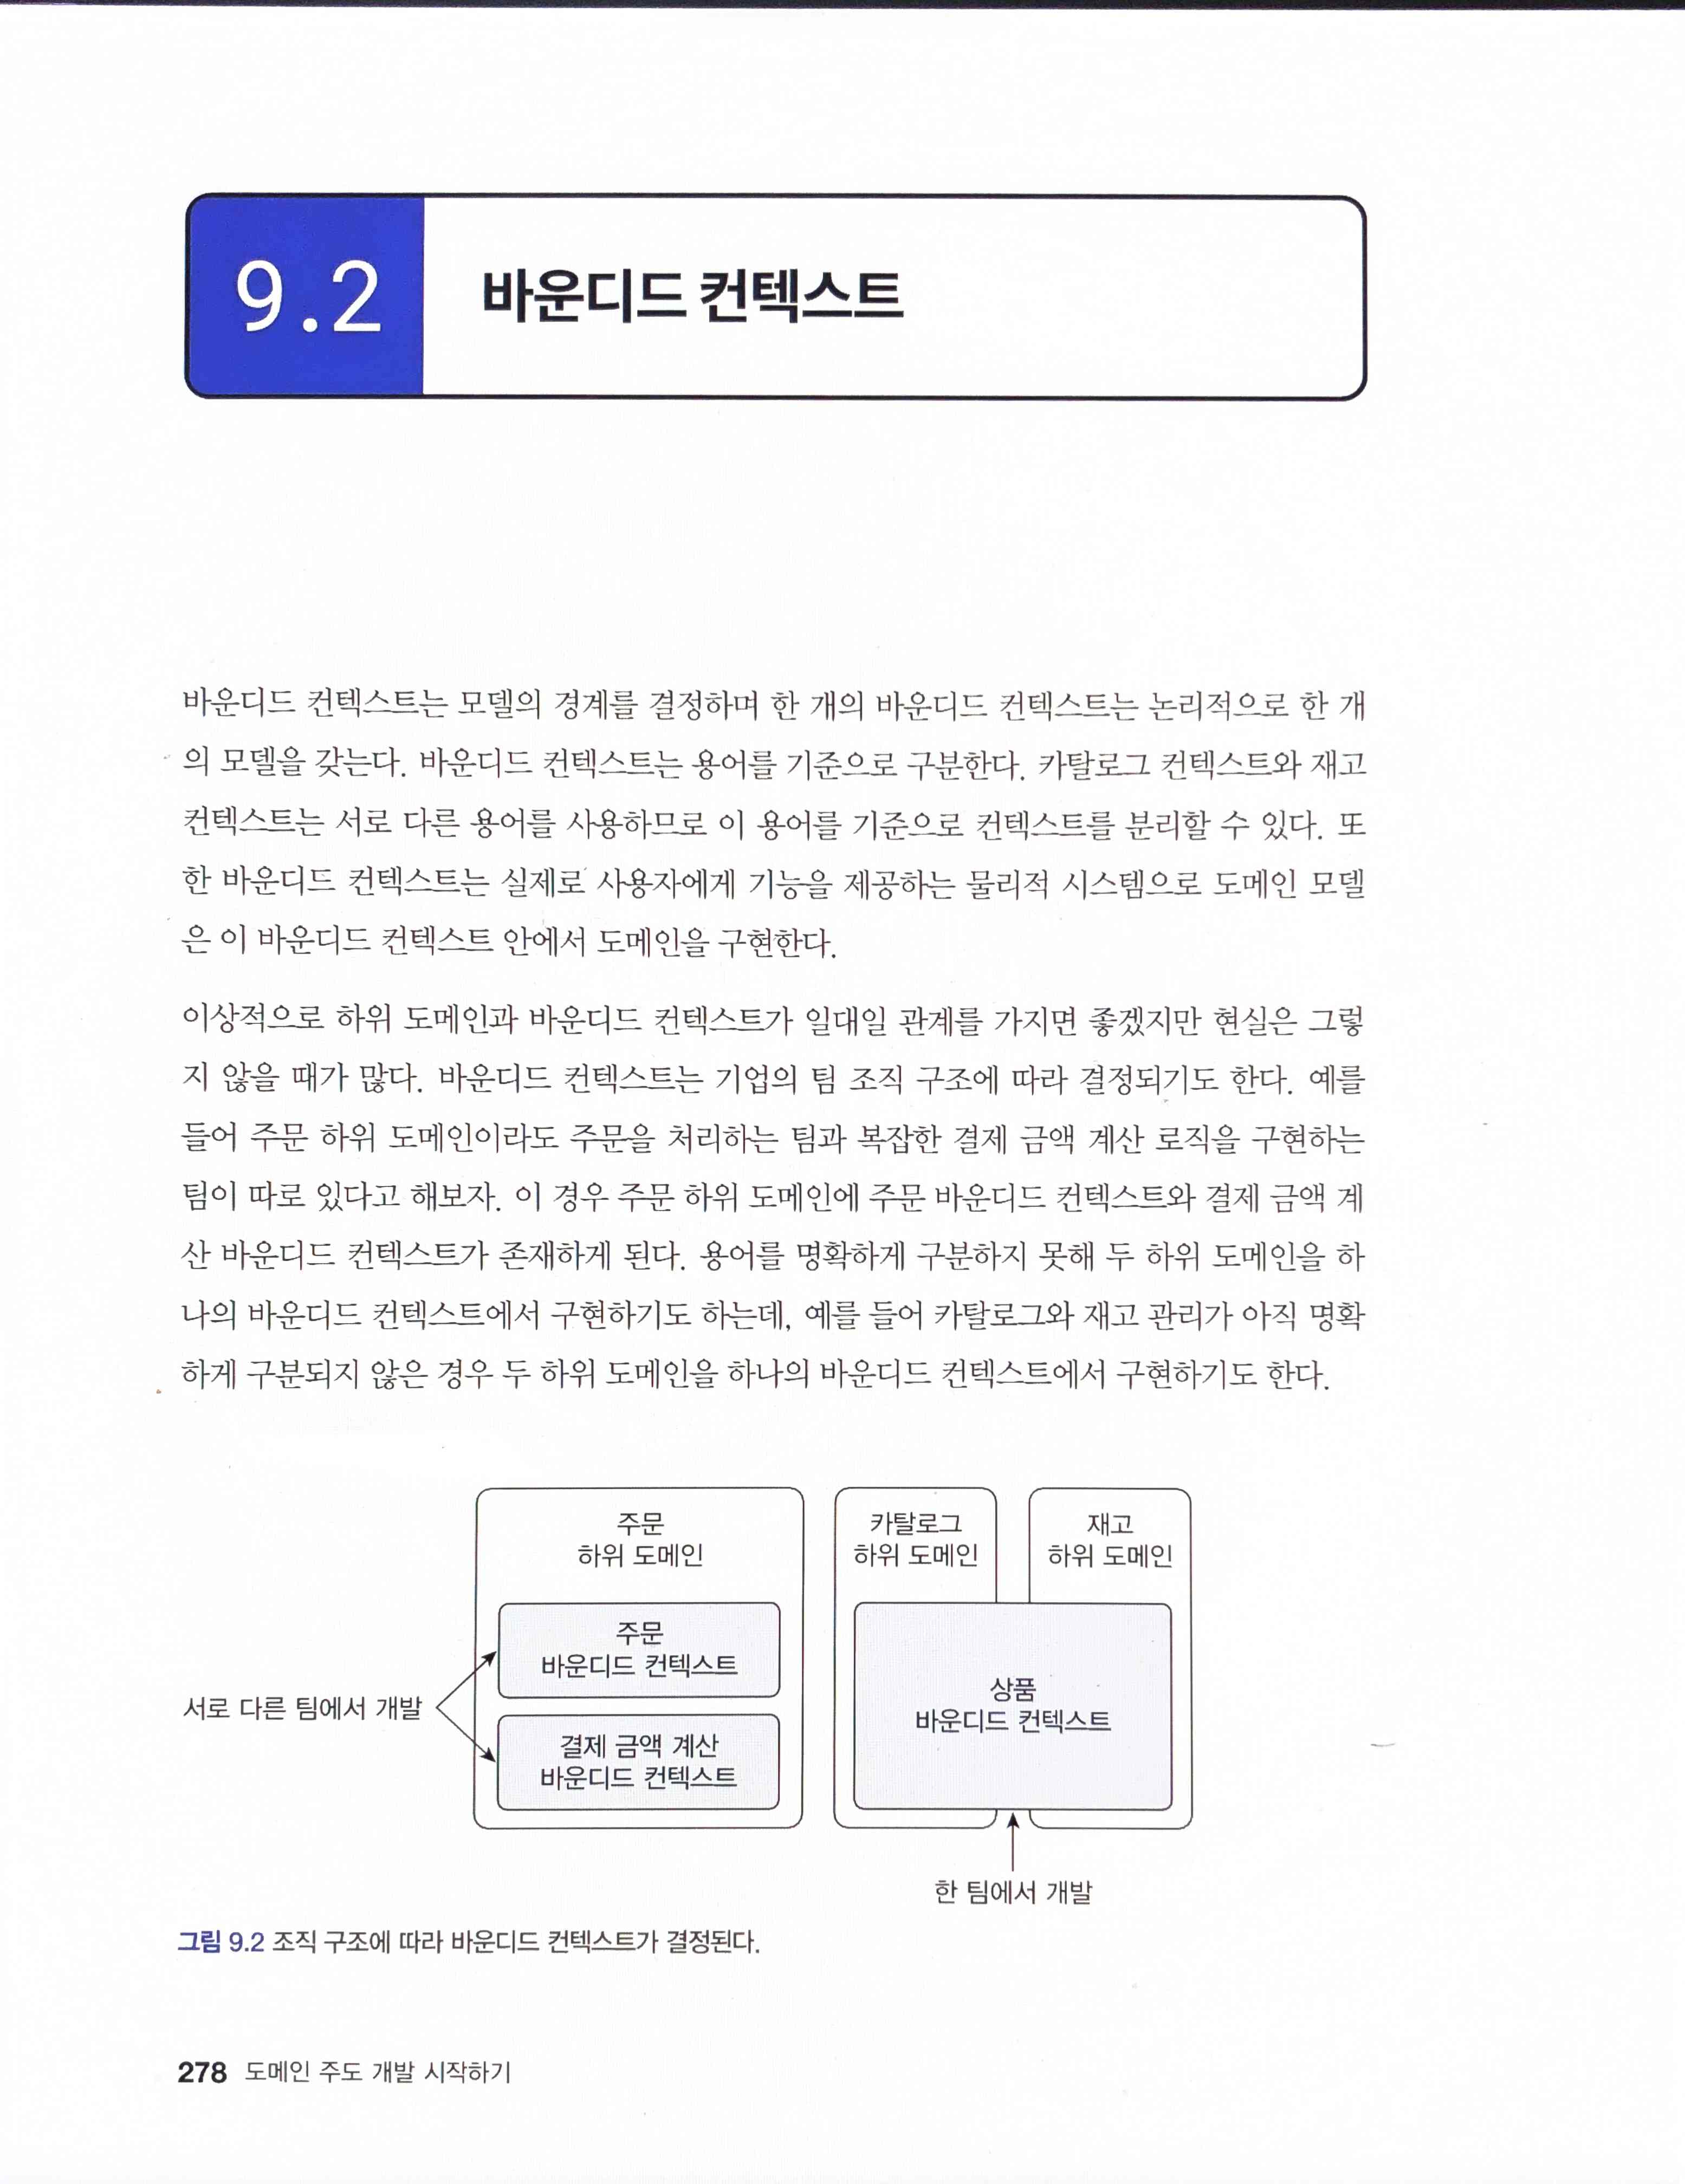 9.2 바운디드 컨텍스트
바운디드 컨텍스트는 모델의 경계를 결정하며 한 개의 바운디드 컨텍스트는 논리적으로 한 개
의 모델을 갖는다. 바운디드 컨텍스트는 용어를 기준으로 구분한다. 카탈로그 컨텍스트와 재고
컨텍스트는 서로 다른 용어를 사용하므로 이 용어를 기준으로 컨텍스트를 분리할 수 있다. 또
한 바운디드 컨텍스트는 실제로 사용자에게 기능을 제공하는 물리적 시스템으로 도메인 모델
은 이 바운디드 컨텍스트 안에서 도메인을 구현한다.
이상적으로 하위 도메인과 바운디드 컨텍스트가 일대일 관계를 가지면 좋겠지만 현실은 그렇
지 않을 때가 많다. 바운디드 컨텍스트는 기업의 팀 조직 구조에 따라 결정되기도 한다. 예를
들어 주문 하위 도메인이라도 주문을 처리하는 팀과 복잡한 결제 금액 계산 로직을 구현하는
팀이 따로 있다고 해보자. 이 경우 주문 하위 도메인에 주문 바운디드 컨텍스트와 결제 금액 계
산 바운디드 컨텍스트가 존재하게 된다. 용어를 명확하게 구분하지 못해 두 하위 도메인을 하
나의 바운디드 컨텍스트에서 구현하기도 하는데, 예를 들어 카탈로그와 재고 관리가 아직 명확
하게 구분되지 않은 경우 두 하위 도메인을 하나의 바운디드 컨텍스트에서 구현하기도 한다.
주문
하위 도메인
주문
바운디드 컨텍스트
서로 다른 팀에서 개발
결제 금액 계산
바운디드 컨텍스트
카탈로그
하위 도메인
재고
하위 도메인
상품
바운디드 컨텍스트
한 팀에서 개발
그림 9.2 조직 구조에 따라 바운디드 컨텍스트가 결정된다.
278 도메인 주도 개발 시작하기